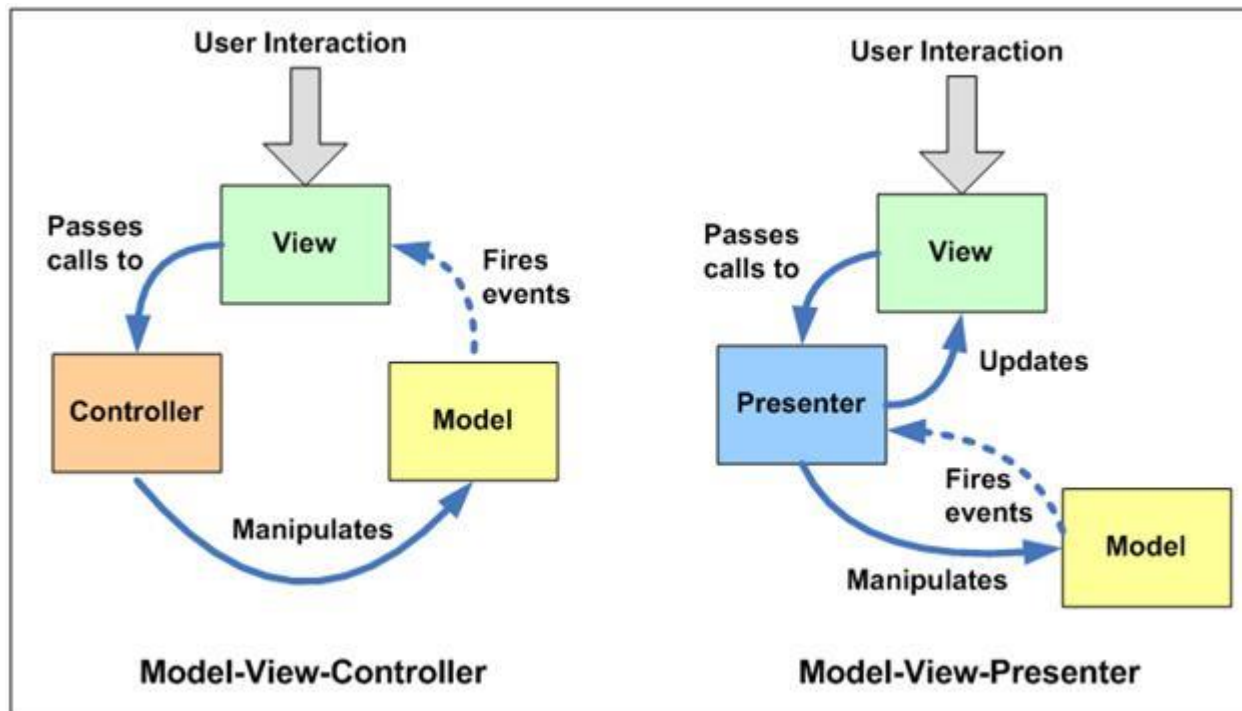 User Interaction
View
Passes
calls to
Fires
events
Controller
Model
Manipulates
Model-View-Controller
User Interaction
View
Passes
calls to
Updates
Presenter
Fires
events
Model
Manipulates
Model-View-Presenter